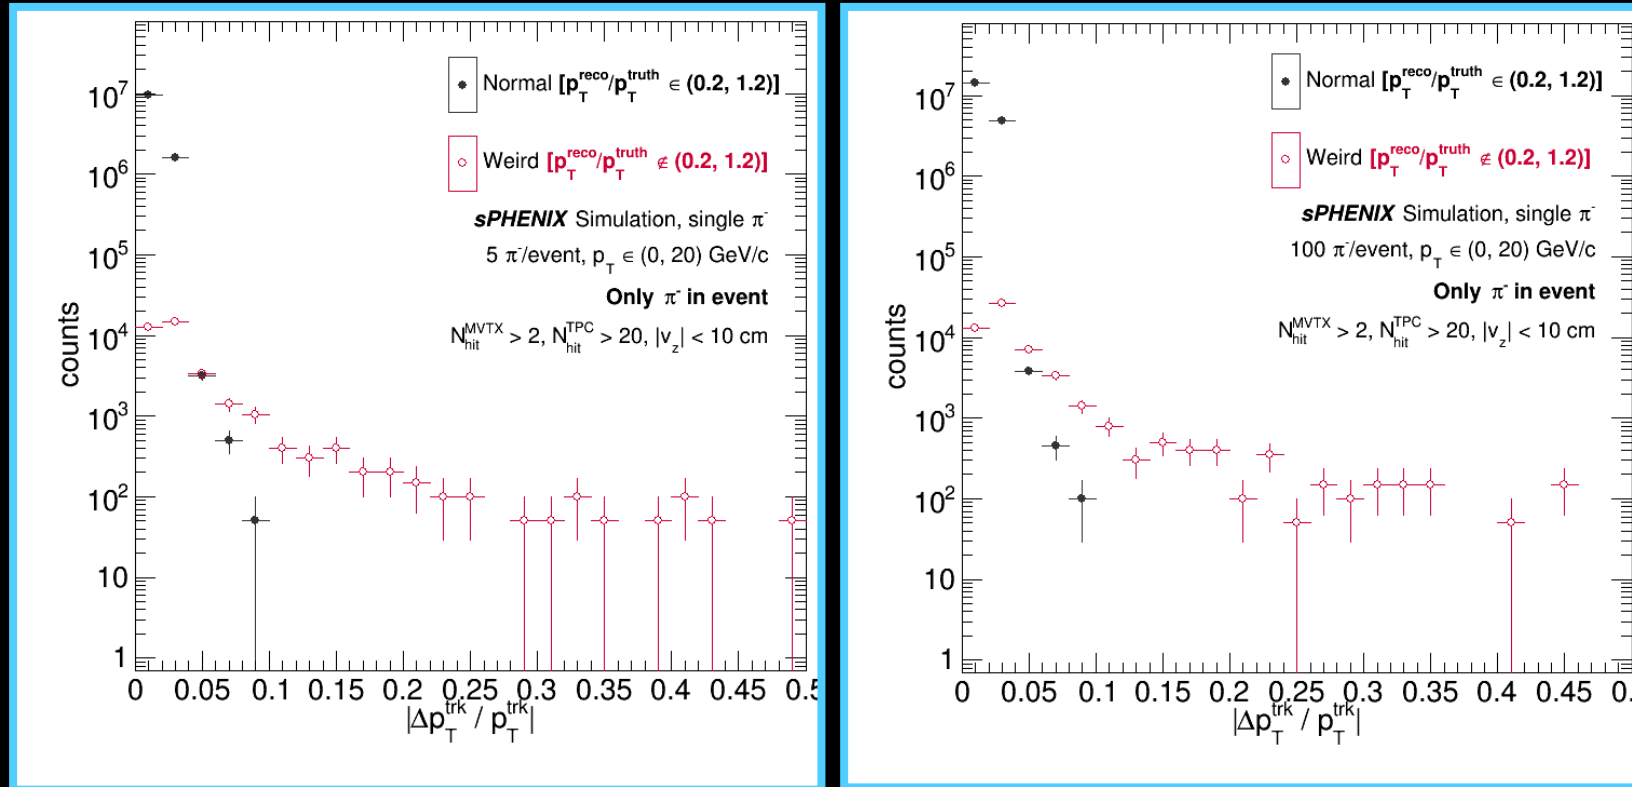 Normal [p_T^reco/p_T^truth ∈ (0.2, 1.2)]
Weird [p_T^reco/p_T^truth ∉ (0.2, 1.2)]
sPHENIX Simulation, single π⁻
5 π⁻/event, p_T ∈ (0, 20) GeV/c
Only π⁻ in event
N_hit^MVTX > 2, N_hit^TPC > 20, |v_z| < 10 cm
counts
10^7
10^6
10^5
10^4
10^3
10^2
10
1
0 0.05 0.1 0.15 0.2 0.25 0.3 0.35 0.4 0.45 0.5
|Δp_T^trk / p_T^trk|
Normal [p_T^reco/p_T^truth ∈ (0.2, 1.2)]
Weird [p_T^reco/p_T^truth ∉ (0.2, 1.2)]
sPHENIX Simulation, single π⁻
100 π⁻/event, p_T ∈ (0, 20) GeV/c
Only π⁻ in event
N_hit^MVTX > 2, N_hit^TPC > 20, |v_z| < 10 cm
counts
10^7
10^6
10^5
10^4
10^3
10^2
10
1
0 0.05 0.1 0.15 0.2 0.25 0.3 0.35 0.4 0.45
|Δp_T^trk / p_T^trk|